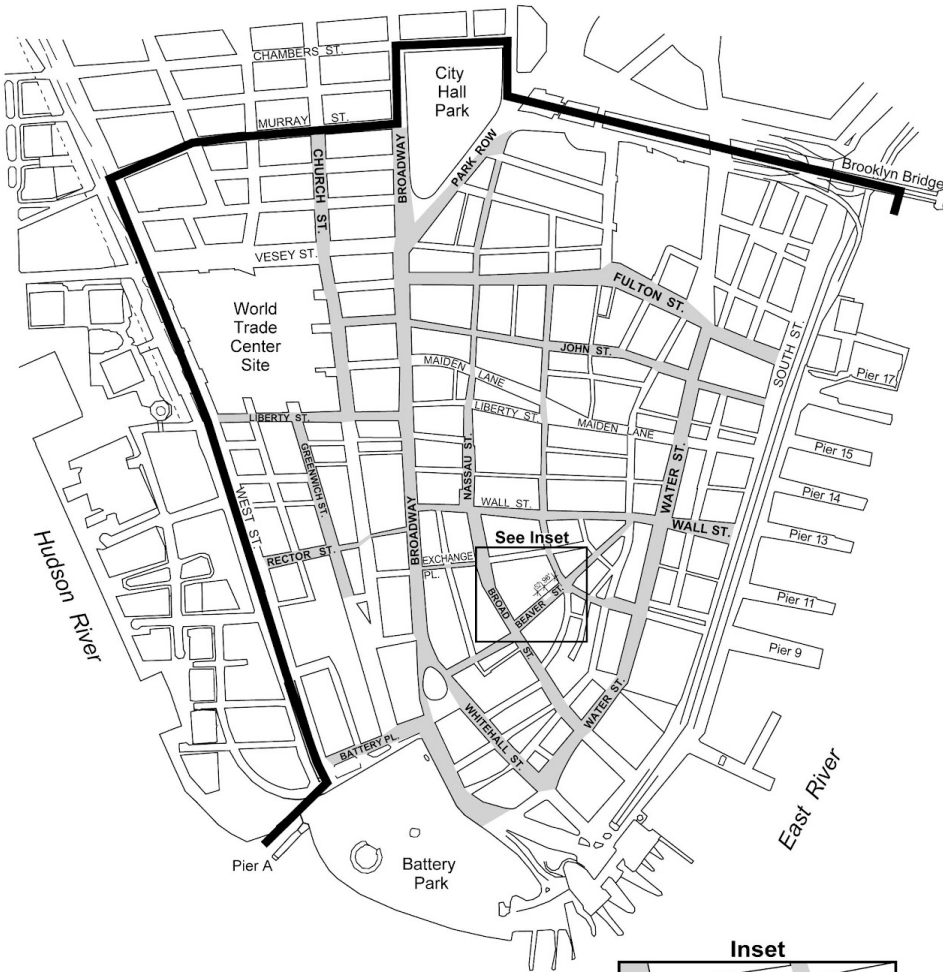 CHAMBERS ST.
City
Hall
Park
MURRAY ST.
CHURCH ST.
BROADWAY
PARK ROW
Brooklyn Bridge
VESEY ST.
FULTON ST.
World
Trade
Center
Site
JOHN ST.
SOUTH ST.
MAIDEN LANE
Pier 17
LIBERTY ST.
LIBERTY ST.
MAIDEN LANE
NASSAU ST.
GREENWICH ST.
Pier 15
WATER ST.
Pier 14
WEST ST.
WALL ST.
WALL ST.
BROADWAY
Pier 13
See Inset
RECTOR ST.
EXCHANGE
PL.
Hudson River
BROAD ST.
BEAVER ST.
Pier 11
Pier 9
WATER ST.
WHITEHALL ST.
BATTERY PL.
East River
Pier A
Battery
Park
Inset